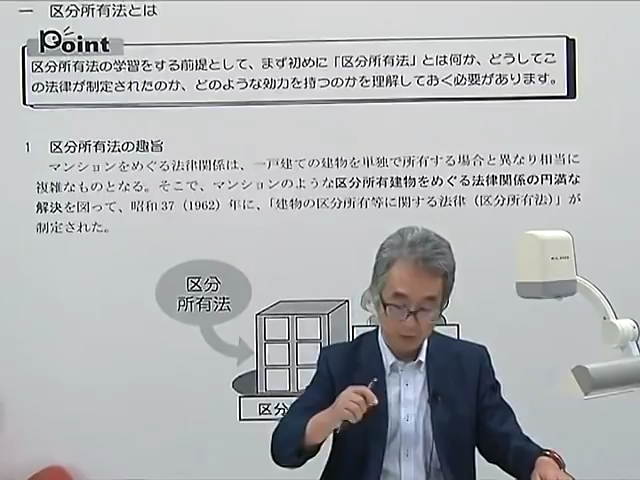 一　区分所有法とは
Point
区分所有法の学習をする前提として、まず初めに「区分所有法」とは何か、どうしてこ
の法律が制定されたのか、どのような効力を持つのかを理解しておく必要があります。
1　区分所有法の趣旨
マンションをめぐる法律関係は、一戸建ての建物を単独で所有する場合と異なり相当に
複雑なものとなる。そこで、マンションのような区分所有建物をめぐる法律関係の円満な
解決を図って、昭和37（1962）年に、「建物の区分所有等に関する法律（区分所有法）」が
制定された。
区分
所有法
区分